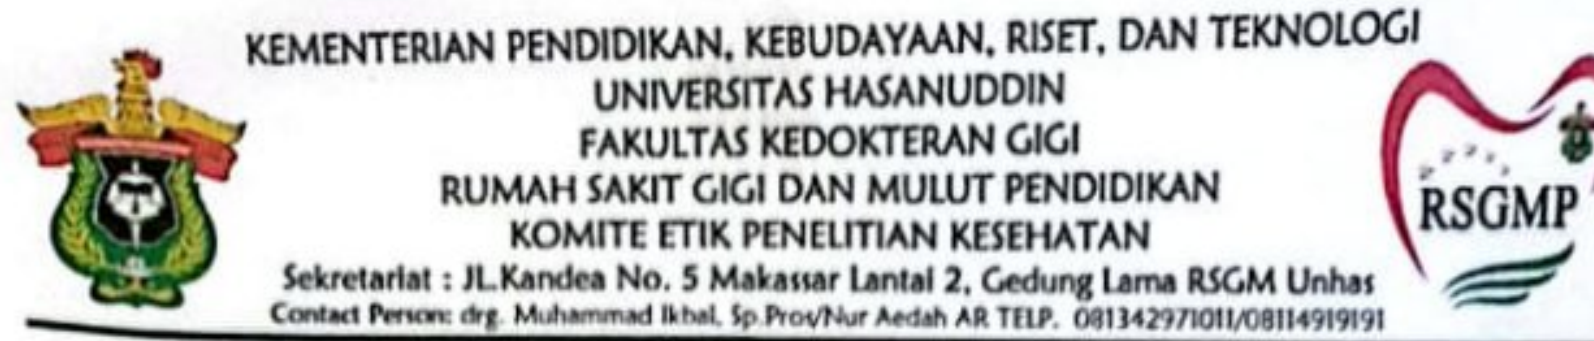 KEMENTERIAN PENDIDIKAN, KEBUDAYAAN, RISET, DAN TEKNOLOGI
UNIVERSITAS HASANUDDIN
FAKULTAS KEDOKTERAN GIGI
RUMAH SAKIT GIGI DAN MULUT PENDIDIKAN
KOMITE ETIK PENELITIAN KESEHATAN
Sekretariat : JL.Kandea No. 5 Makassar Lantai 2, Gedung Lama RSGM Unhas
Contact Person: drg. Muhammad Ikbal, Sp.Pros/Nur Aedah AR TELP. 081342971011/08114919191
RSGMP